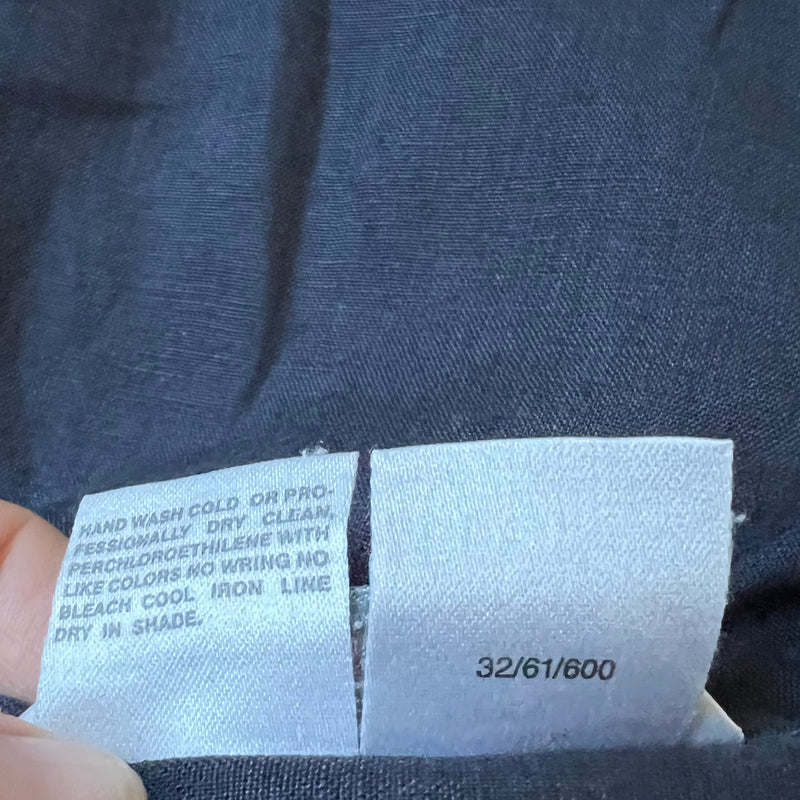 HAND WASH COLD OR PRO-
FESSIONALLY DRY CLEAN,
PERCHLOROETHILENE WITH
LIKE COLORS NO WRING NO
BLEACH COOL IRON LINE
DRY IN SHADE.
32/61/600